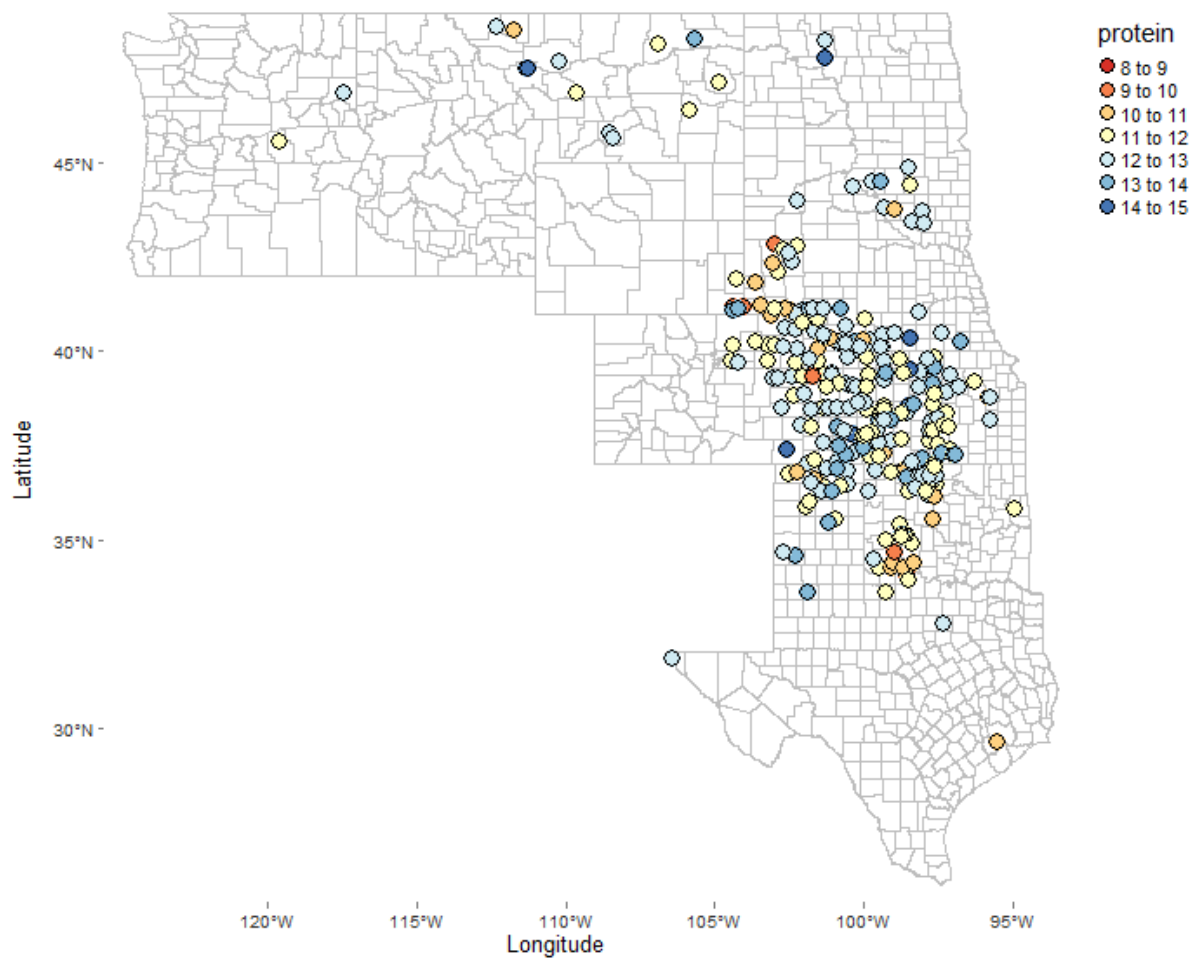 protein
8 to 9
9 to 10
10 to 11
11 to 12
12 to 13
13 to 14
14 to 15
45°N
40°N
35°N
30°N
Latitude
120°W 115°W 110°W 105°W 100°W 95°W
Longitude